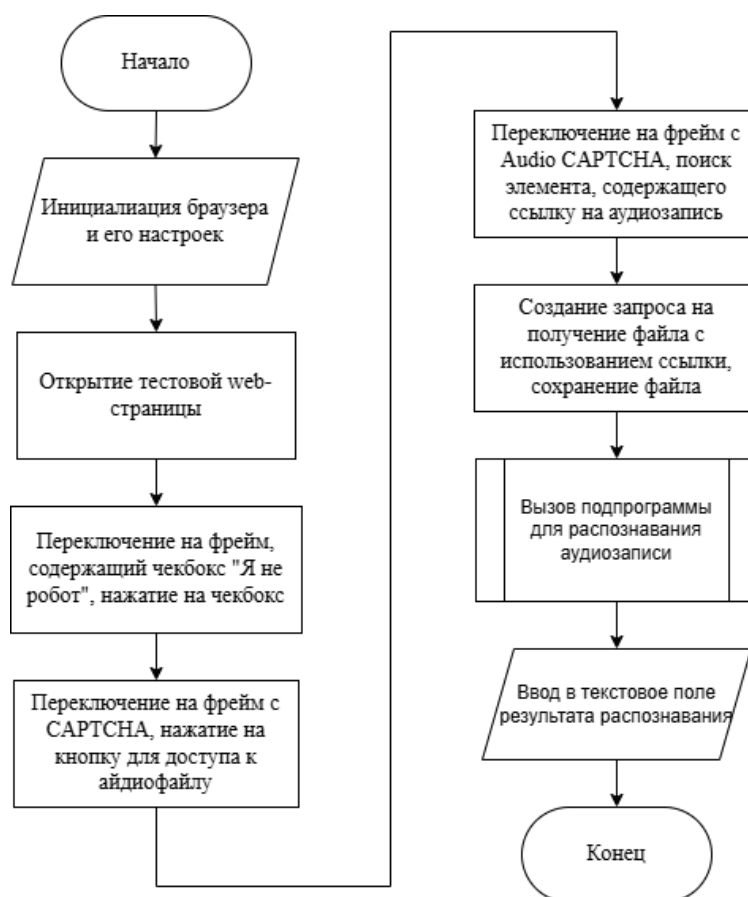 Начало
Инициалиация браузера
и его настроек
Открытие тестовой web-
страницы
Переключение на фрейм,
содержащий чекбокс "Я не
робот", нажатие на чекбокс
Переключение на фрейм с
CAPTCHA, нажатие на
кнопку для доступа к
айдиофайлу
Переключение на фрейм с
Audio CAPTCHA, поиск
элемента, содержащего
ссылку на аудиозапись
Создание запроса на
получение файла с
использованием ссылки,
сохранение файла
Вызов подпрограммы
для распознавания
аудиозаписи
Ввод в текстовое поле
результата распознавания
Конец